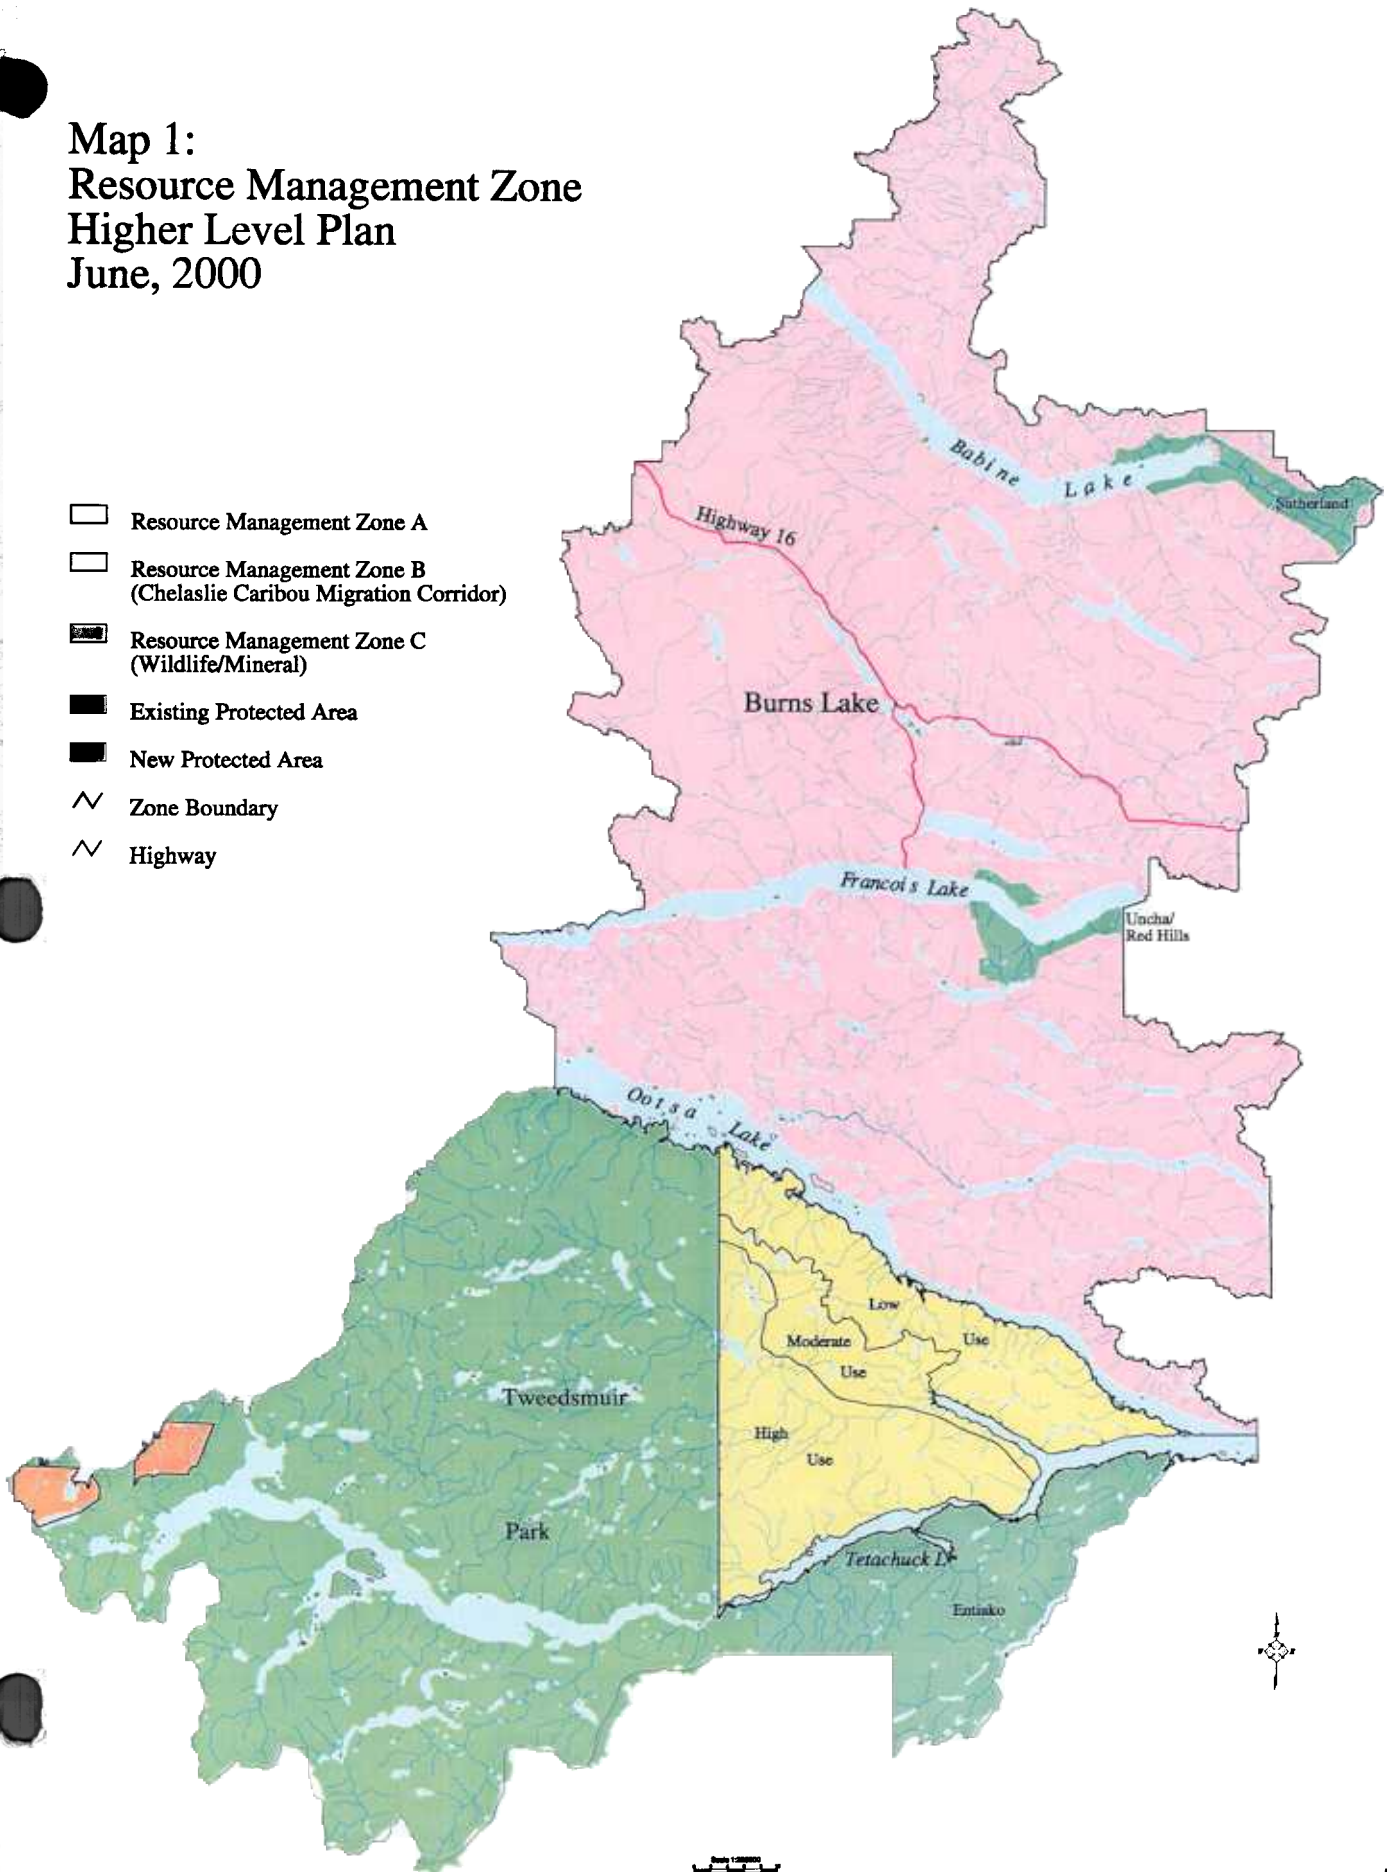 Map 1:
Resource Management Zone
Higher Level Plan
June, 2000
Resource Management Zone A
Resource Management Zone B
(Chelaslie Caribou Migration Corridor)
Resource Management Zone C
(Wildlife/Mineral)
Existing Protected Area
New Protected Area
Zone Boundary
Highway
Babine Lake
Sutherland
Highway 16
Burns Lake
Francois Lake
Uncha/
Red Hills
Ootsa Lake
Low
Use
Moderate
Use
High
Use
Tweedsmuir
Park
Tetachuck L.
Entiako